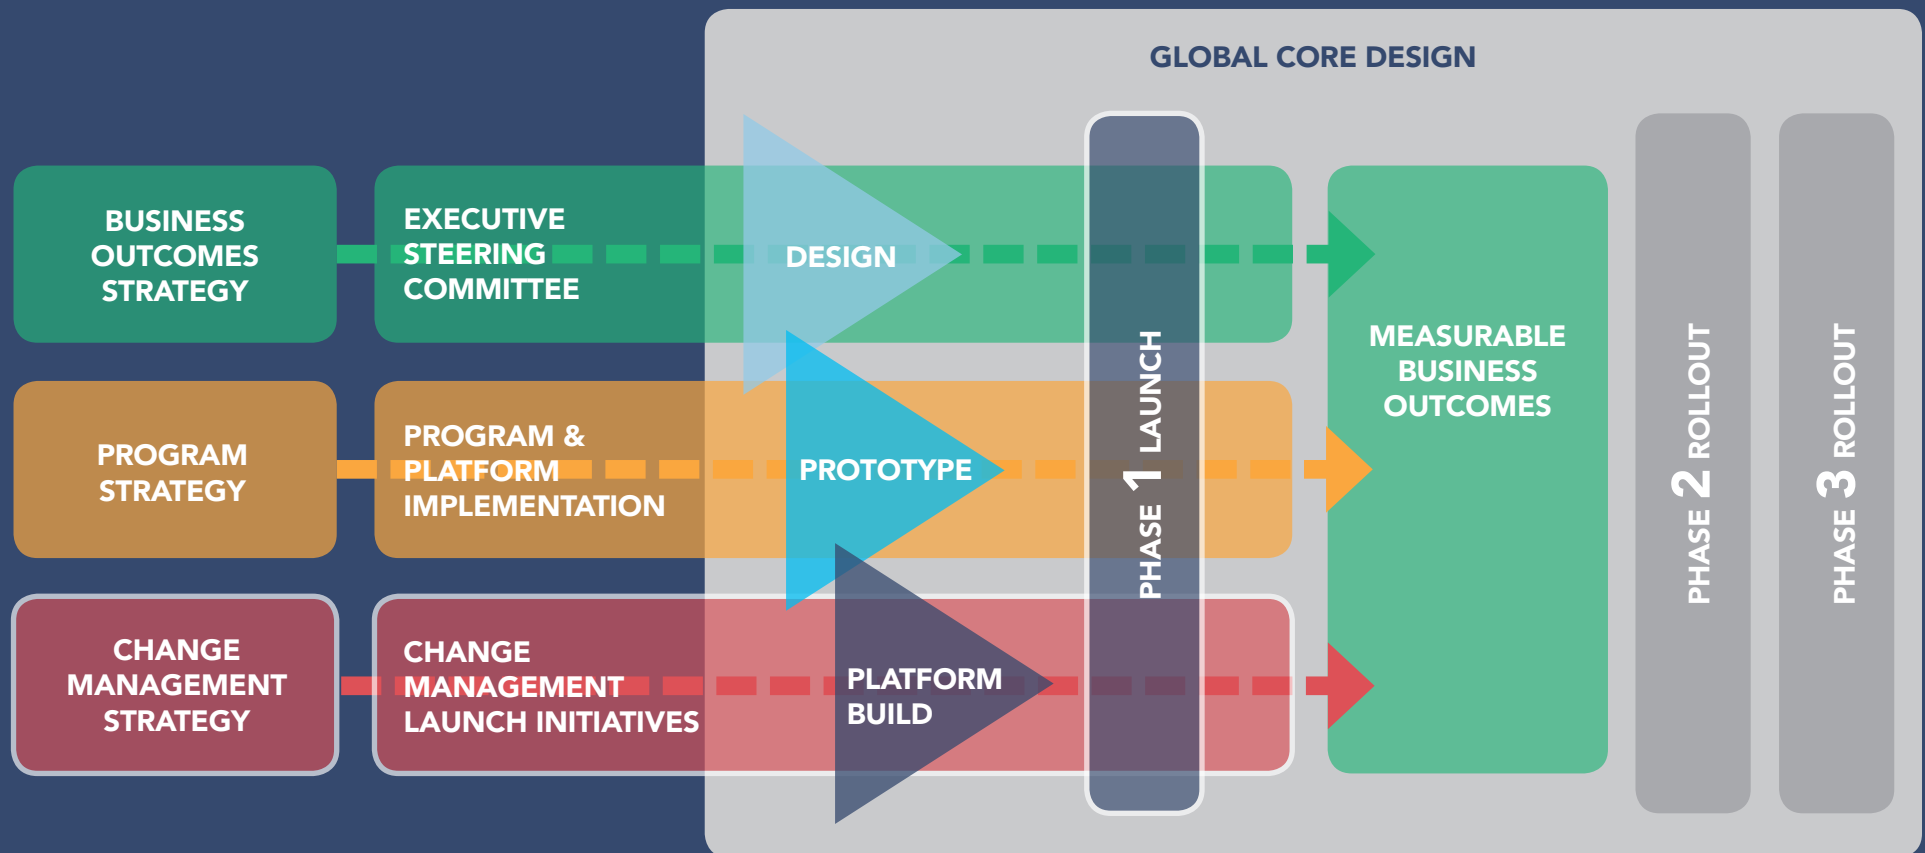 GLOBAL CORE DESIGN
BUSINESS
OUTCOMES
STRATEGY
EXECUTIVE
STEERING
COMMITTEE
DESIGN
PROGRAM
STRATEGY
PROGRAM &
PLATFORM
IMPLEMENTATION
PROTOTYPE
CHANGE
MANAGEMENT
STRATEGY
CHANGE
MANAGEMENT
LAUNCH INITIATIVES
PLATFORM
BUILD
PHASE 1 LAUNCH
MEASURABLE
BUSINESS
OUTCOMES
PHASE 2 ROLLOUT
PHASE 3 ROLLOUT